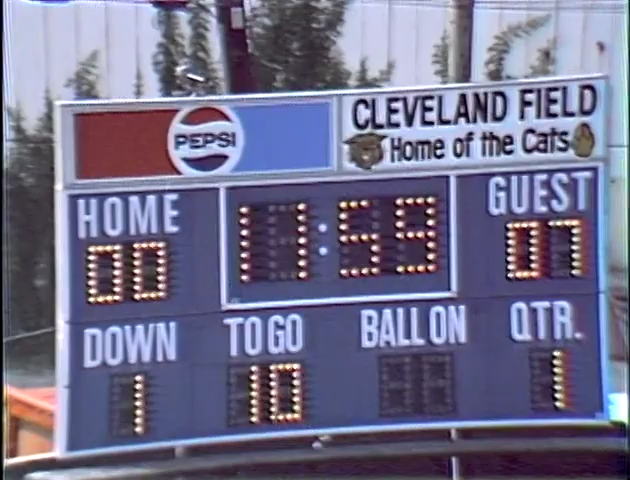 PEPSI
CLEVELAND FIELD
Home of the Cats
HOME
GUEST
00
11:59
07
DOWN
TO GO
BALL ON
QTR.
1
10
1